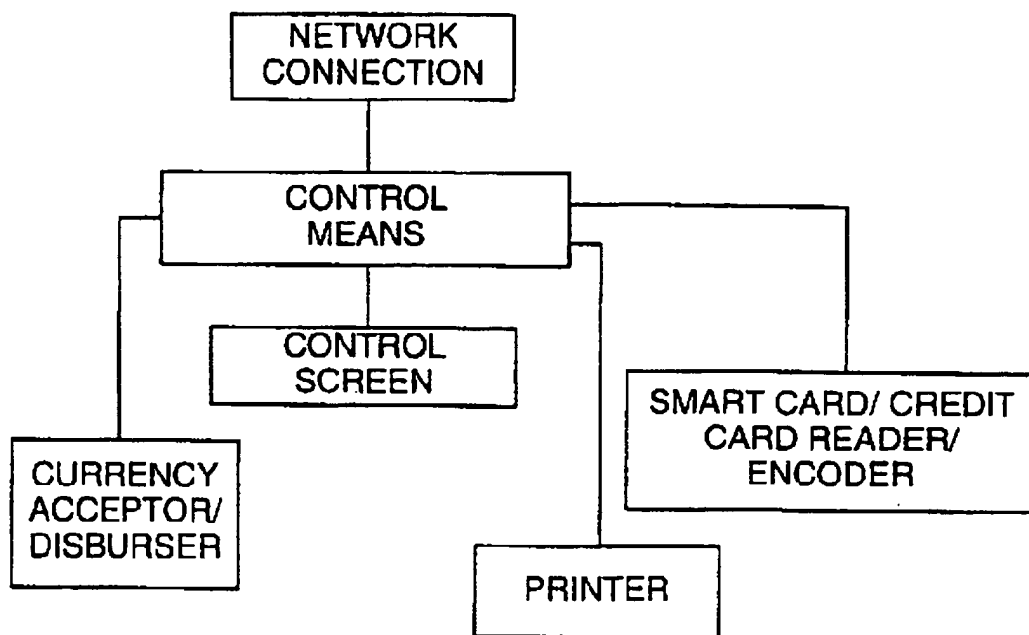 NETWORK
CONNECTION
CONTROL
MEANS
CONTROL
SCREEN
SMART CARD/ CREDIT
CARD READER/
ENCODER
CURRENCY
ACCEPTOR/
DISBURSER
PRINTER